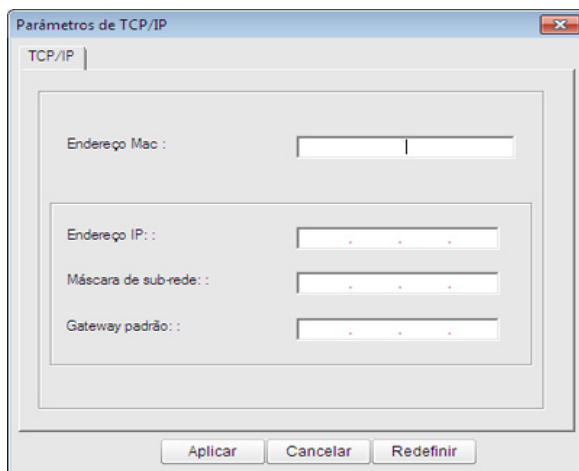 Parâmetros de TCP/IP
TCP/IP
Endereço Mac :
Endereço IP: :
. . .
Máscara de sub-rede: :
. . .
Gateway padrão: :
. . .
Aplicar Cancelar Redefinir